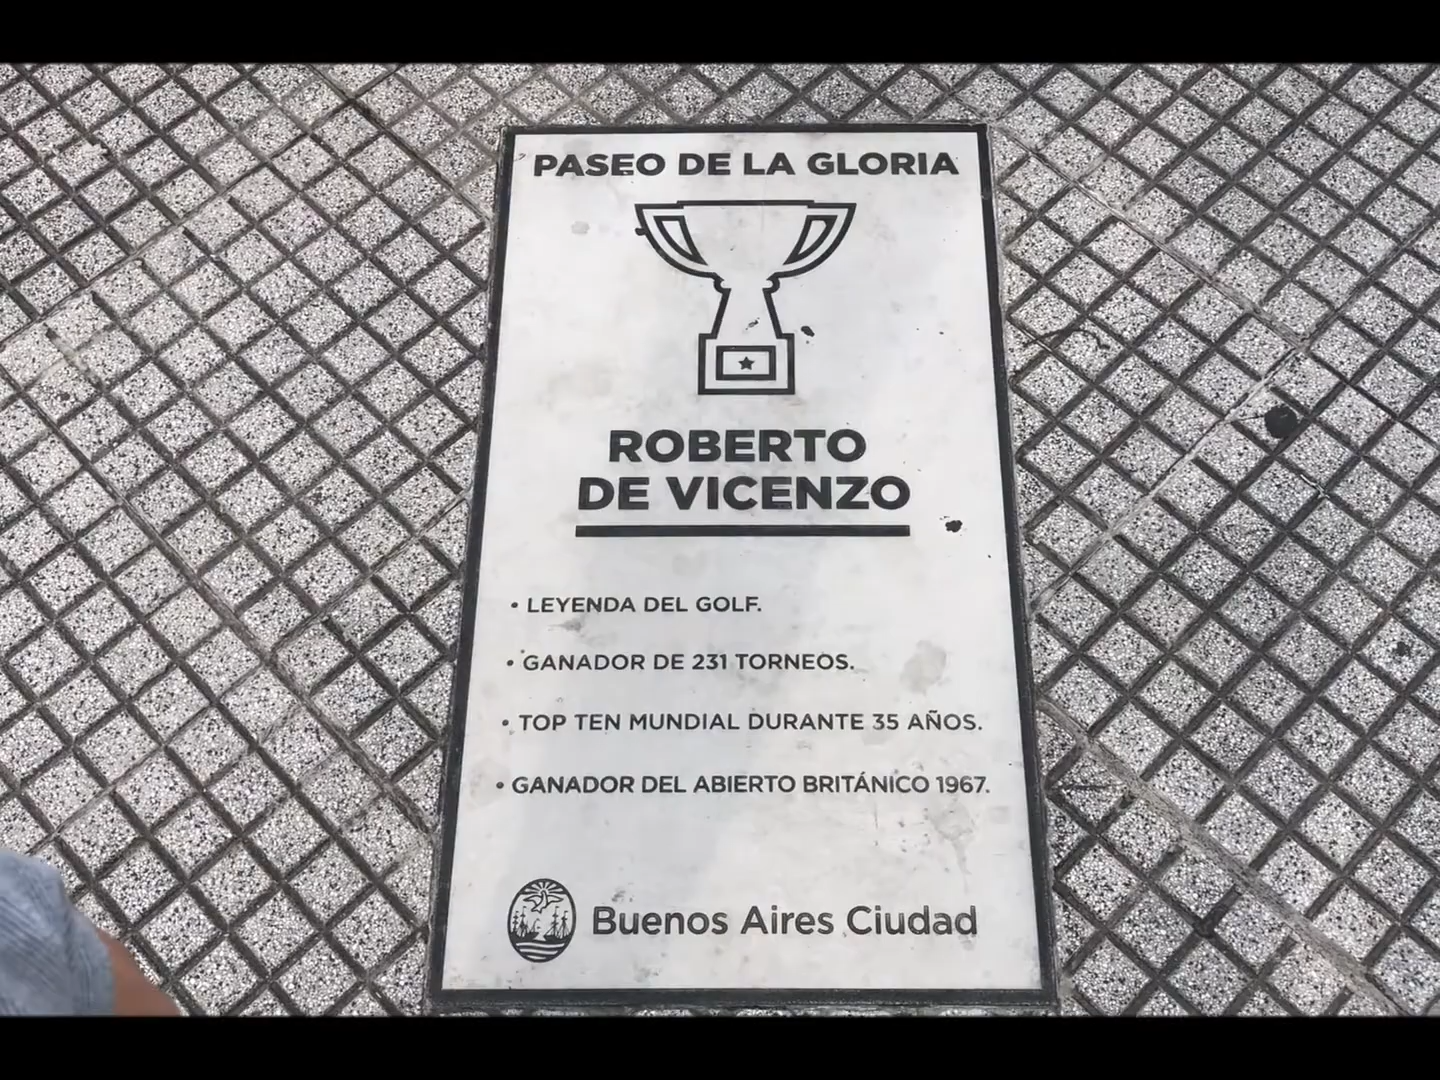 PASEO DE LA GLORIA
ROBERTO
DE VICENZO
• LEYENDA DEL GOLF.
• GANADOR DE 231 TORNEOS.
• TOP TEN MUNDIAL DURANTE 35 AÑOS.
• GANADOR DEL ABIERTO BRITÁNICO 1967.
Buenos Aires Ciudad